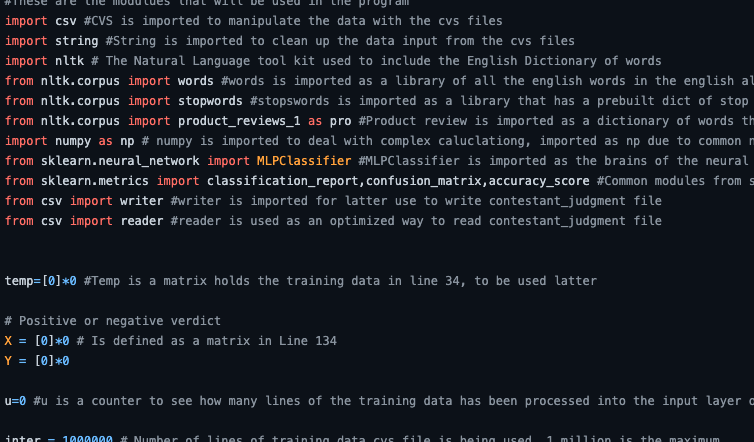 #These are the modulues that will be used in the program
import csv #CVS is imported to manipulate the data with the cvs files
import string #String is imported to clean up the data input from the cvs files
import nltk # The Natural Language tool kit used to include the English Dictionary of words
from nltk.corpus import words #words is imported as a library of all the english words in the english al
from nltk.corpus import stopwords #stopswords is imported as a library that has a prebuilt dict of stop
from nltk.corpus import product_reviews_1 as pro #Product review is imported as a dictionary of words th
import numpy as np # numpy is imported to deal with complex caluclationg, imported as np due to common n
from sklearn.neural_network import MLPClassifier #MLPClassifier is imported as the brains of the neural
from sklearn.metrics import classification_report,confusion_matrix,accuracy_score #Common modules from s
from csv import writer #writer is imported for latter use to write contestant_judgment file
from csv import reader #reader is used as an optimized way to read contestant_judgment file
temp=[0]*0 #Temp is a matrix holds the training data in line 34, to be used latter
# Positive or negative verdict
X = [0]*0 # Is defined as a matrix in Line 134
Y = [0]*0
u=0 #u is a counter to see how many lines of the training data has been processed into the input layer o
inter = 1000000 # Number of lines of training data cvs file is being used, 1 million is the maximum